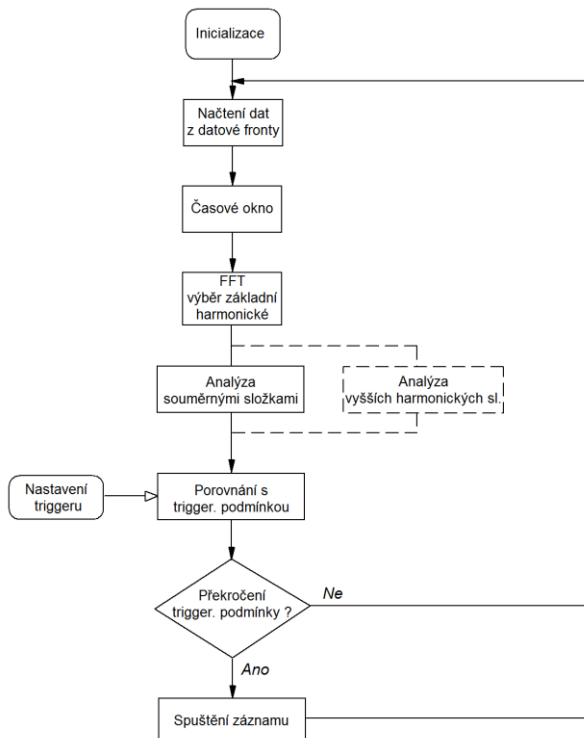 Inicializace
Načtení dat
z datové fronty
Časové okno
FFT
výběr základní
harmonické
Analýza
souměrnými složkami
Analýza
vyšších harmonických sl.
Nastavení
triggeru
Porovnání s
trigger. podmínkou
Překročení
trigger. podmínky ?
Ne
Ano
Spuštění záznamu